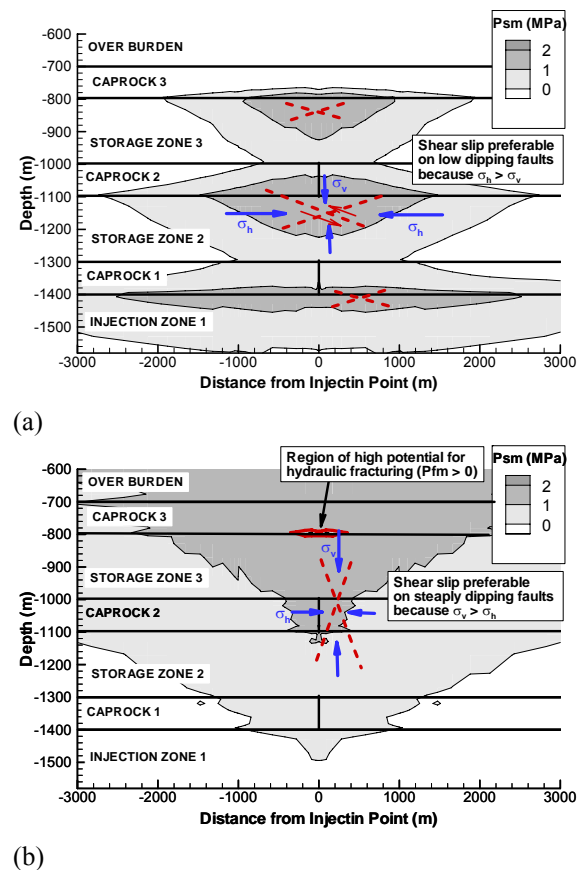 Psm (MPa)
2
1
0
-600
-700
-800
-900
-1000
-1100
-1200
-1300
-1400
-1500
Depth (m)
OVER BURDEN
CAPROCK 3
STORAGE ZONE 3
CAPROCK 2
STORAGE ZONE 2
CAPROCK 1
INJECTION ZONE 1
Shear slip preferable
on low dipping faults
because σh > σv
σv
σh
σh
-3000 -2000 -1000 0 1000 2000 3000
Distance from Injectin Point (m)
(a)
Region of high potential for
hydraulic fracturing (Pfm > 0)
Psm (MPa)
2
1
0
-600
-700
-800
-900
-1000
-1100
-1200
-1300
-1400
-1500
Depth (m)
OVER BURDEN
CAPROCK 3
STORAGE ZONE 3
CAPROCK 2
STORAGE ZONE 2
CAPROCK 1
INJECTION ZONE 1
σv
Shear slip preferable
on steaply dipping faults
because σv > σh
σh
-3000 -2000 -1000 0 1000 2000 3000
Distance from Injectin Point (m)
(b)